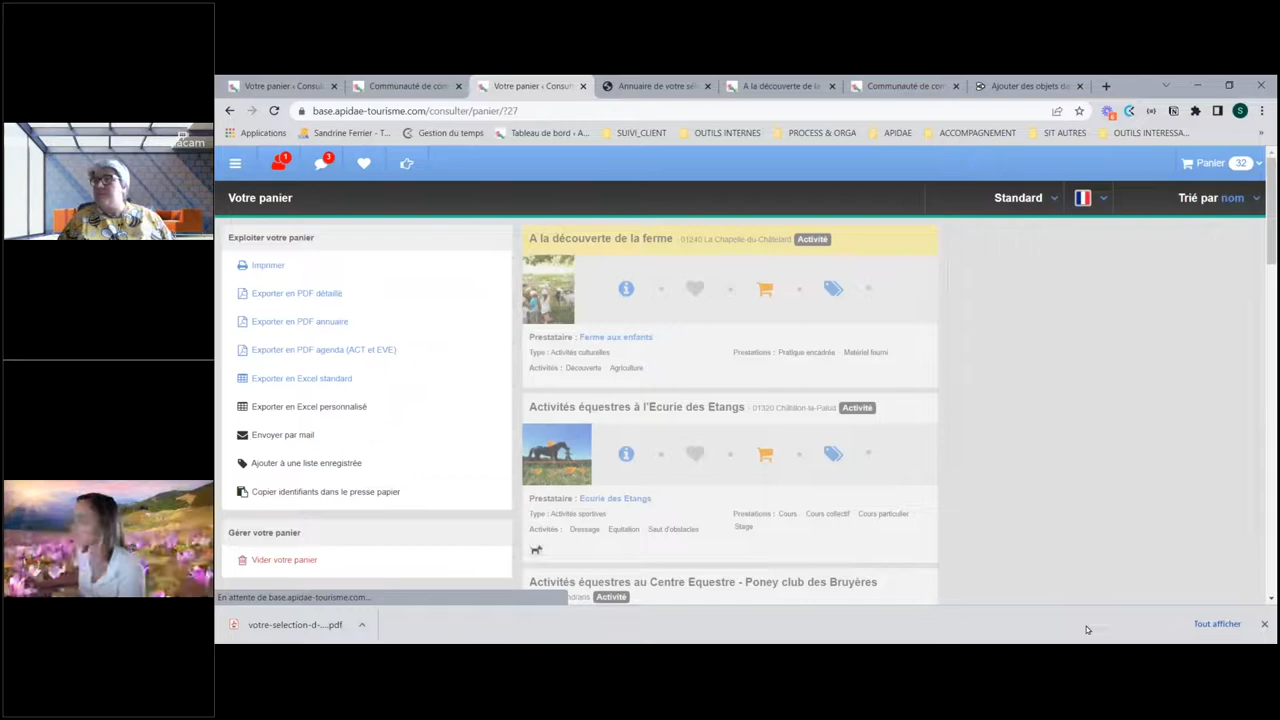 Votre panier ‹ Consult
Communauté de com
Votre panier ‹ Consult
Annuaire de votre sél
A la découverte de la
Communauté de com
Ajouter des objets da
base.apidae-tourisme.com/consulter/panier/?27
S
Applications
Sandrine Ferrier - T...
Gestion du temps
Tableau de bord ‹ A...
SUIVI_CLIENT
OUTILS INTERNES
PROCESS & ORGA
APIDAE
ACCOMPAGNEMENT
SIT AUTRES
OUTILS INTERESSA...
1
3
Panier 32
Votre panier
Standard
Trié par nom
Exploiter votre panier
Imprimer
Exporter en PDF détaillé
Exporter en PDF annuaire
Exporter en PDF agenda (ACT et EVE)
Exporter en Excel standard
Exporter en Excel personnalisé
Envoyer par mail
Ajouter à une liste enregistrée
Copier identifiants dans le presse papier
Gérer votre panier
Vider votre panier
A la découverte de la ferme 01240 La Chapelle-du-Châtelard Activité
Prestataire : Ferme aux enfants
Type : Activités culturelles
Prestations : Pratique encadrée Matériel fourni
Activités : Découverte Agriculture
Activités équestres à l'Ecurie des Etangs - 01320 Châtillon-la-Palud Activité
Prestataire : Ecurie des Etangs
Type : Activités sportives
Prestations : Cours Cours collectif Cours particulier
Stage
Activités : Dressage Equitation Saut d'obstacles
Activités équestres au Centre Equestre - Poney club des Bruyères
Activité
En attente de base.apidae-tourisme.com...
votre-selection-d-....pdf
Tout afficher